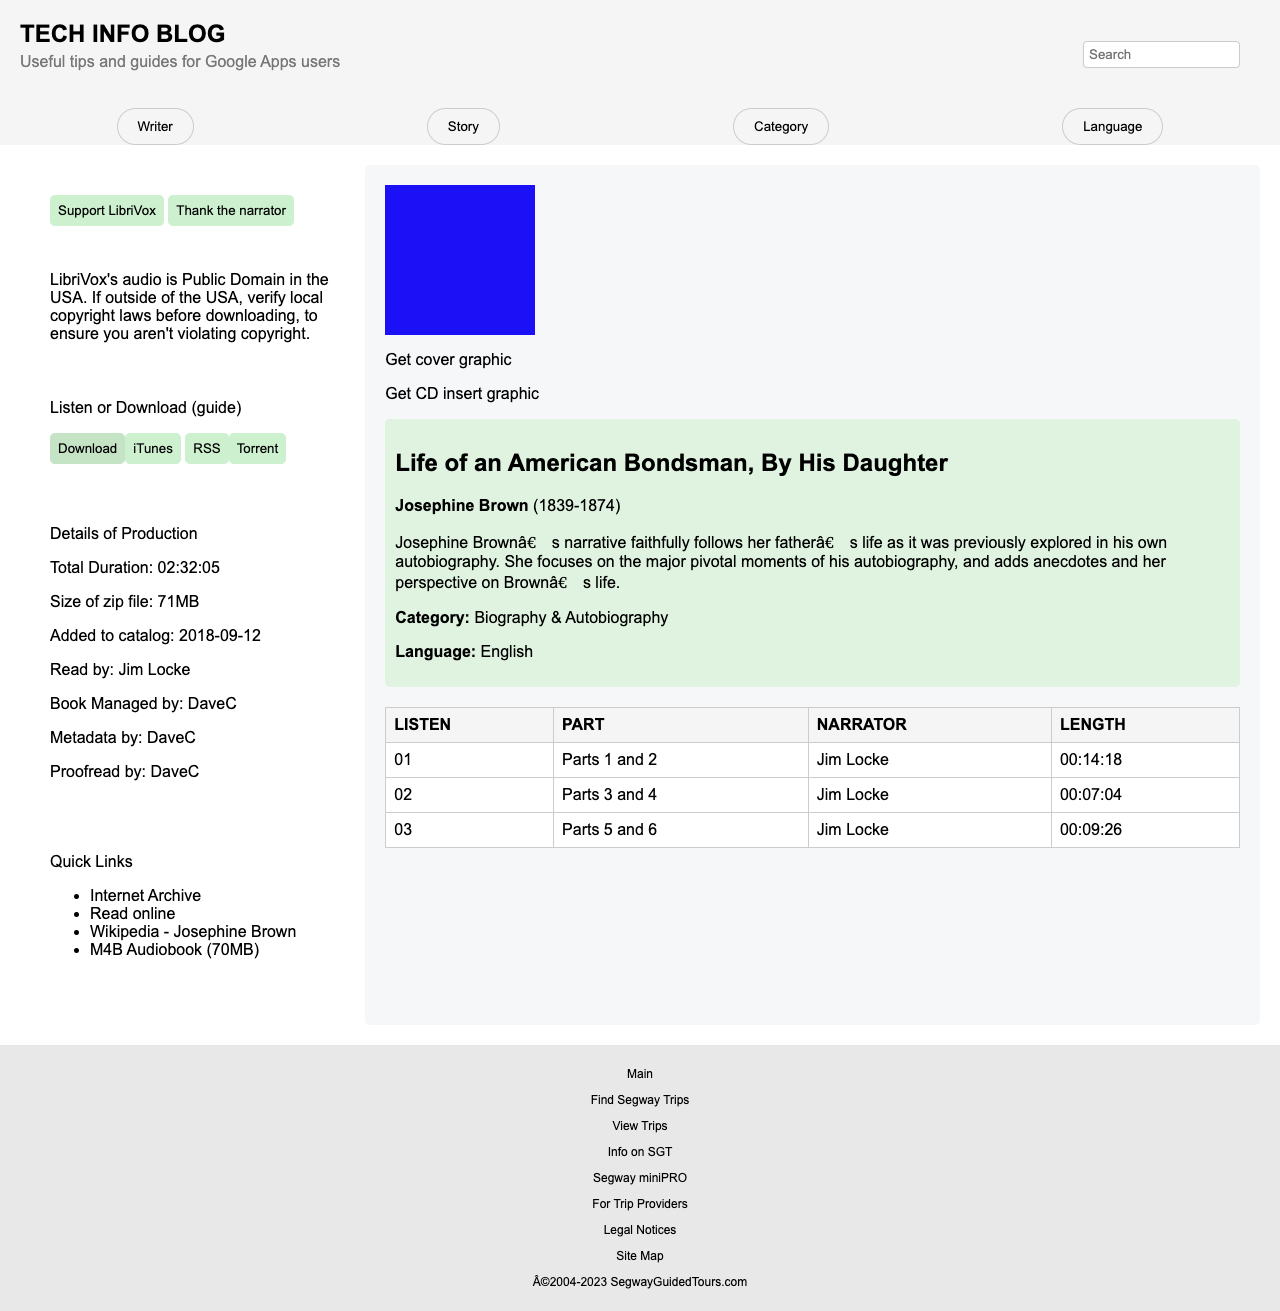 TECH INFO BLOG
Useful tips and guides for Google Apps users
Search
Writer
Story
Category
Language
Support LibriVox
Thank the narrator
LibriVox's audio is Public Domain in the
USA. If outside of the USA, verify local
copyright laws before downloading, to
ensure you aren't violating copyright.
Listen or Download (guide)
Download
iTunes
RSS
Torrent
Details of Production
Total Duration: 02:32:05
Size of zip file: 71MB
Added to catalog: 2018-09-12
Read by: Jim Locke
Book Managed by: DaveC
Metadata by: DaveC
Proofread by: DaveC
Quick Links
Internet Archive
Read online
Wikipedia - Josephine Brown
M4B Audiobook (70MB)
Get cover graphic
Get CD insert graphic
Life of an American Bondsman, By His Daughter
Josephine Brown (1839-1874)
Josephine Brownâ€ s narrative faithfully follows her fatherâ€ s life as it was previously explored in his own
autobiography. She focuses on the major pivotal moments of his autobiography, and adds anecdotes and her
perspective on Brownâ€ s life.
Category: Biography & Autobiography
Language: English
LISTEN PART NARRATOR LENGTH
01 Parts 1 and 2 Jim Locke 00:14:18
02 Parts 3 and 4 Jim Locke 00:07:04
03 Parts 5 and 6 Jim Locke 00:09:26
Main
Find Segway Trips
View Trips
Info on SGT
Segway miniPRO
For Trip Providers
Legal Notices
Site Map
Â©2004-2023 SegwayGuidedTours.com